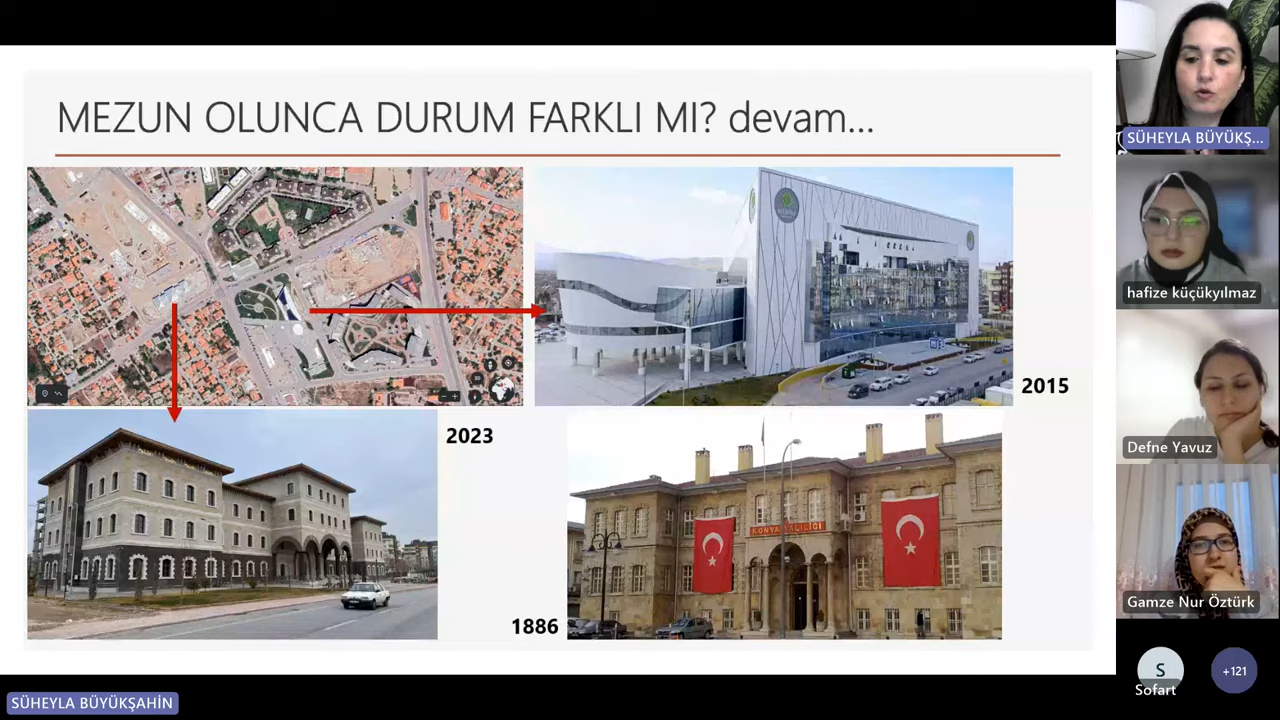 MEZUN OLUNCA DURUM FARKLI MI? devam...
2015
2023
KONYA VALİLİĞİ
1886
SÜHEYLA BÜYÜKŞ...
hafize küçükyılmaz
Defne Yavuz
Gamze Nur Öztürk
S
Sofart
+121
SÜHEYLA BÜYÜKŞAHİN